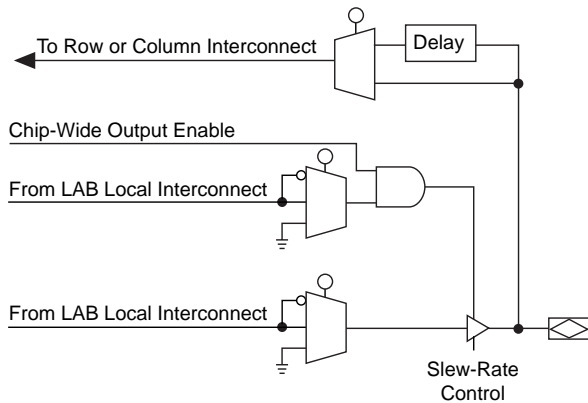 To Row or Column Interconnect
Delay
Chip-Wide Output Enable
From LAB Local Interconnect
From LAB Local Interconnect
Slew-Rate
Control